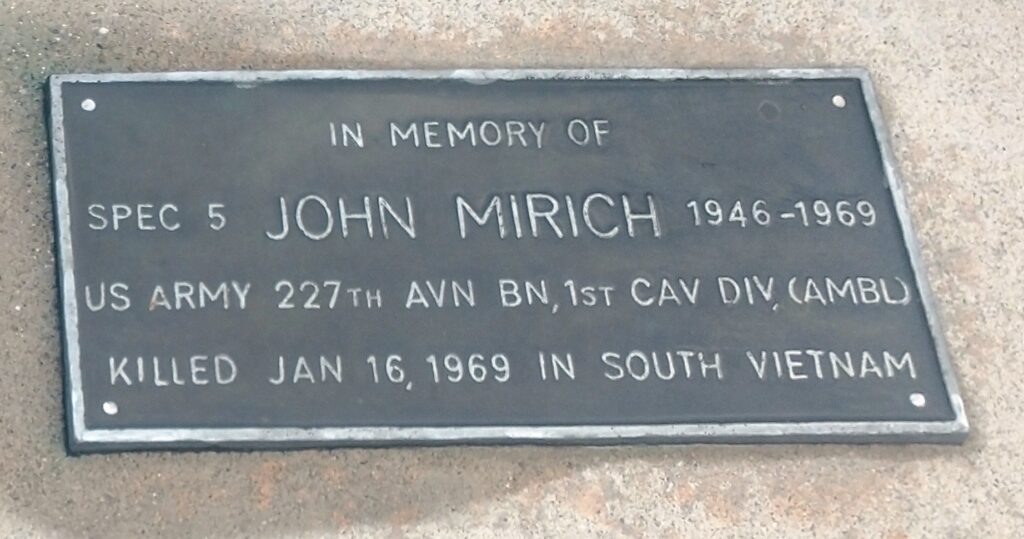 IN MEMORY OF
SPEC 5 JOHN MIRICH 1946-1969
US ARMY 227TH AVN BN, 1ST CAV DIV, (AMBL)
KILLED JAN 16, 1969 IN SOUTH VIETNAM